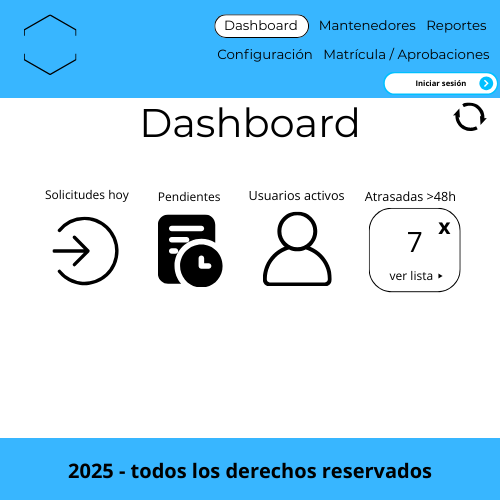 Dashboard Mantenedores Reportes
Configuración Matrícula / Aprobaciones
Iniciar sesión
Dashboard
Solicitudes hoy Pendientes Usuarios activos Atrasadas >48h
x
7
ver lista ▸
2025 - todos los derechos reservados